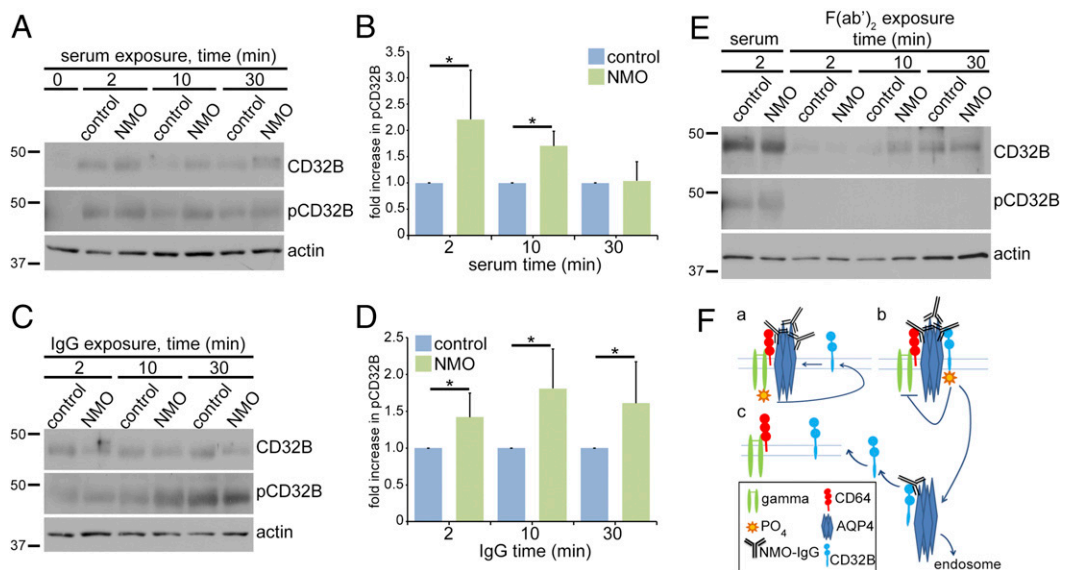 A
serum exposure, time (min)
0 2 10 30
control NMO control NMO control NMO
50
CD32B
50
pCD32B
actin
37
B
fold increase in pCD32B
3.5
3.0
2.5
2.0
1.5
1.0
0.5
0
* *
control
NMO
2 10 30
serum time (min)
C
IgG exposure, time (min)
2 10 30
control NMO control NMO control NMO
50
CD32B
50
pCD32B
actin
37
D
fold increase in pCD32B
2.5
2.0
1.5
1.0
0.5
0
* * *
control
NMO
2 10 30
IgG time (min)
E
F(ab')2 exposure
serum time (min)
2 2 10 30
control NMO control NMO control NMO control NMO
50
CD32B
50
pCD32B
actin
37
F
a b
c
gamma CD64
PO4 AQP4
NMO-IgG CD32B
endosome